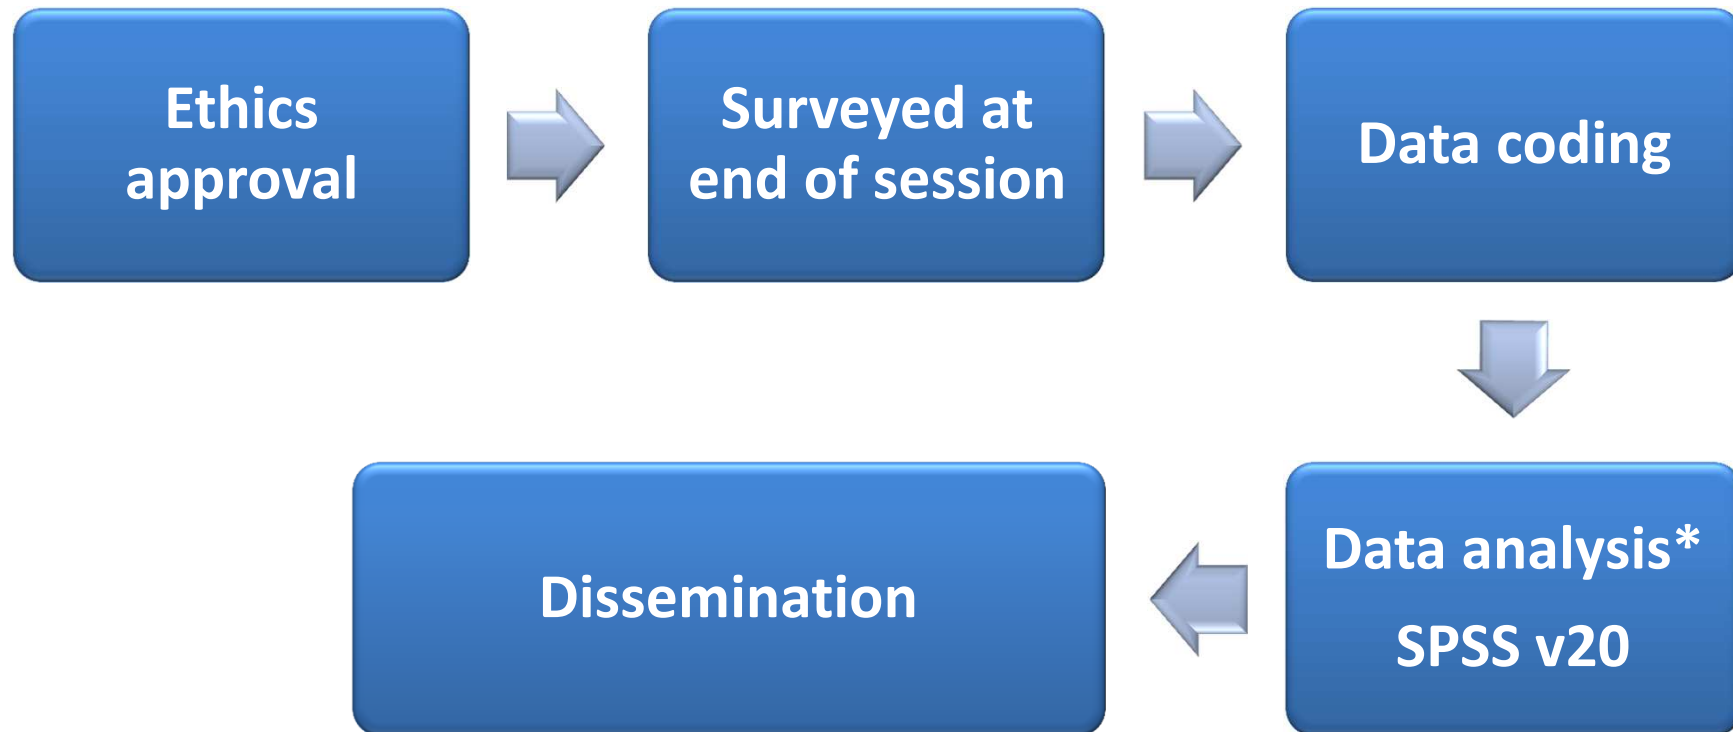 Ethics
approval
Surveyed at
end of session
Data coding
Data analysis*
SPSS v20
Dissemination